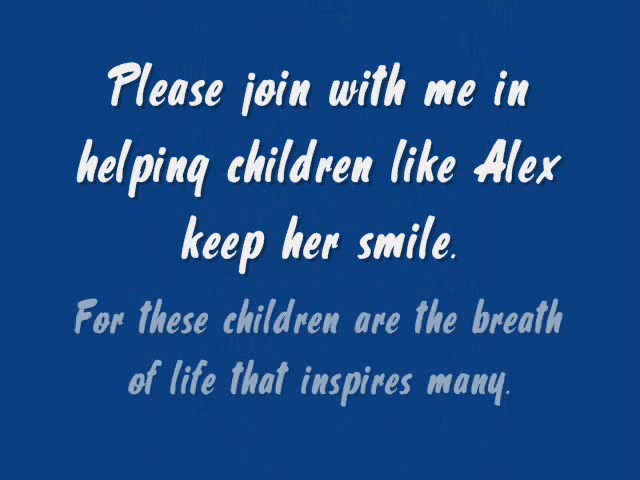 Please join with me in
helping children like Alex
keep her smile.
For these children are the breath
of life that inspires many.